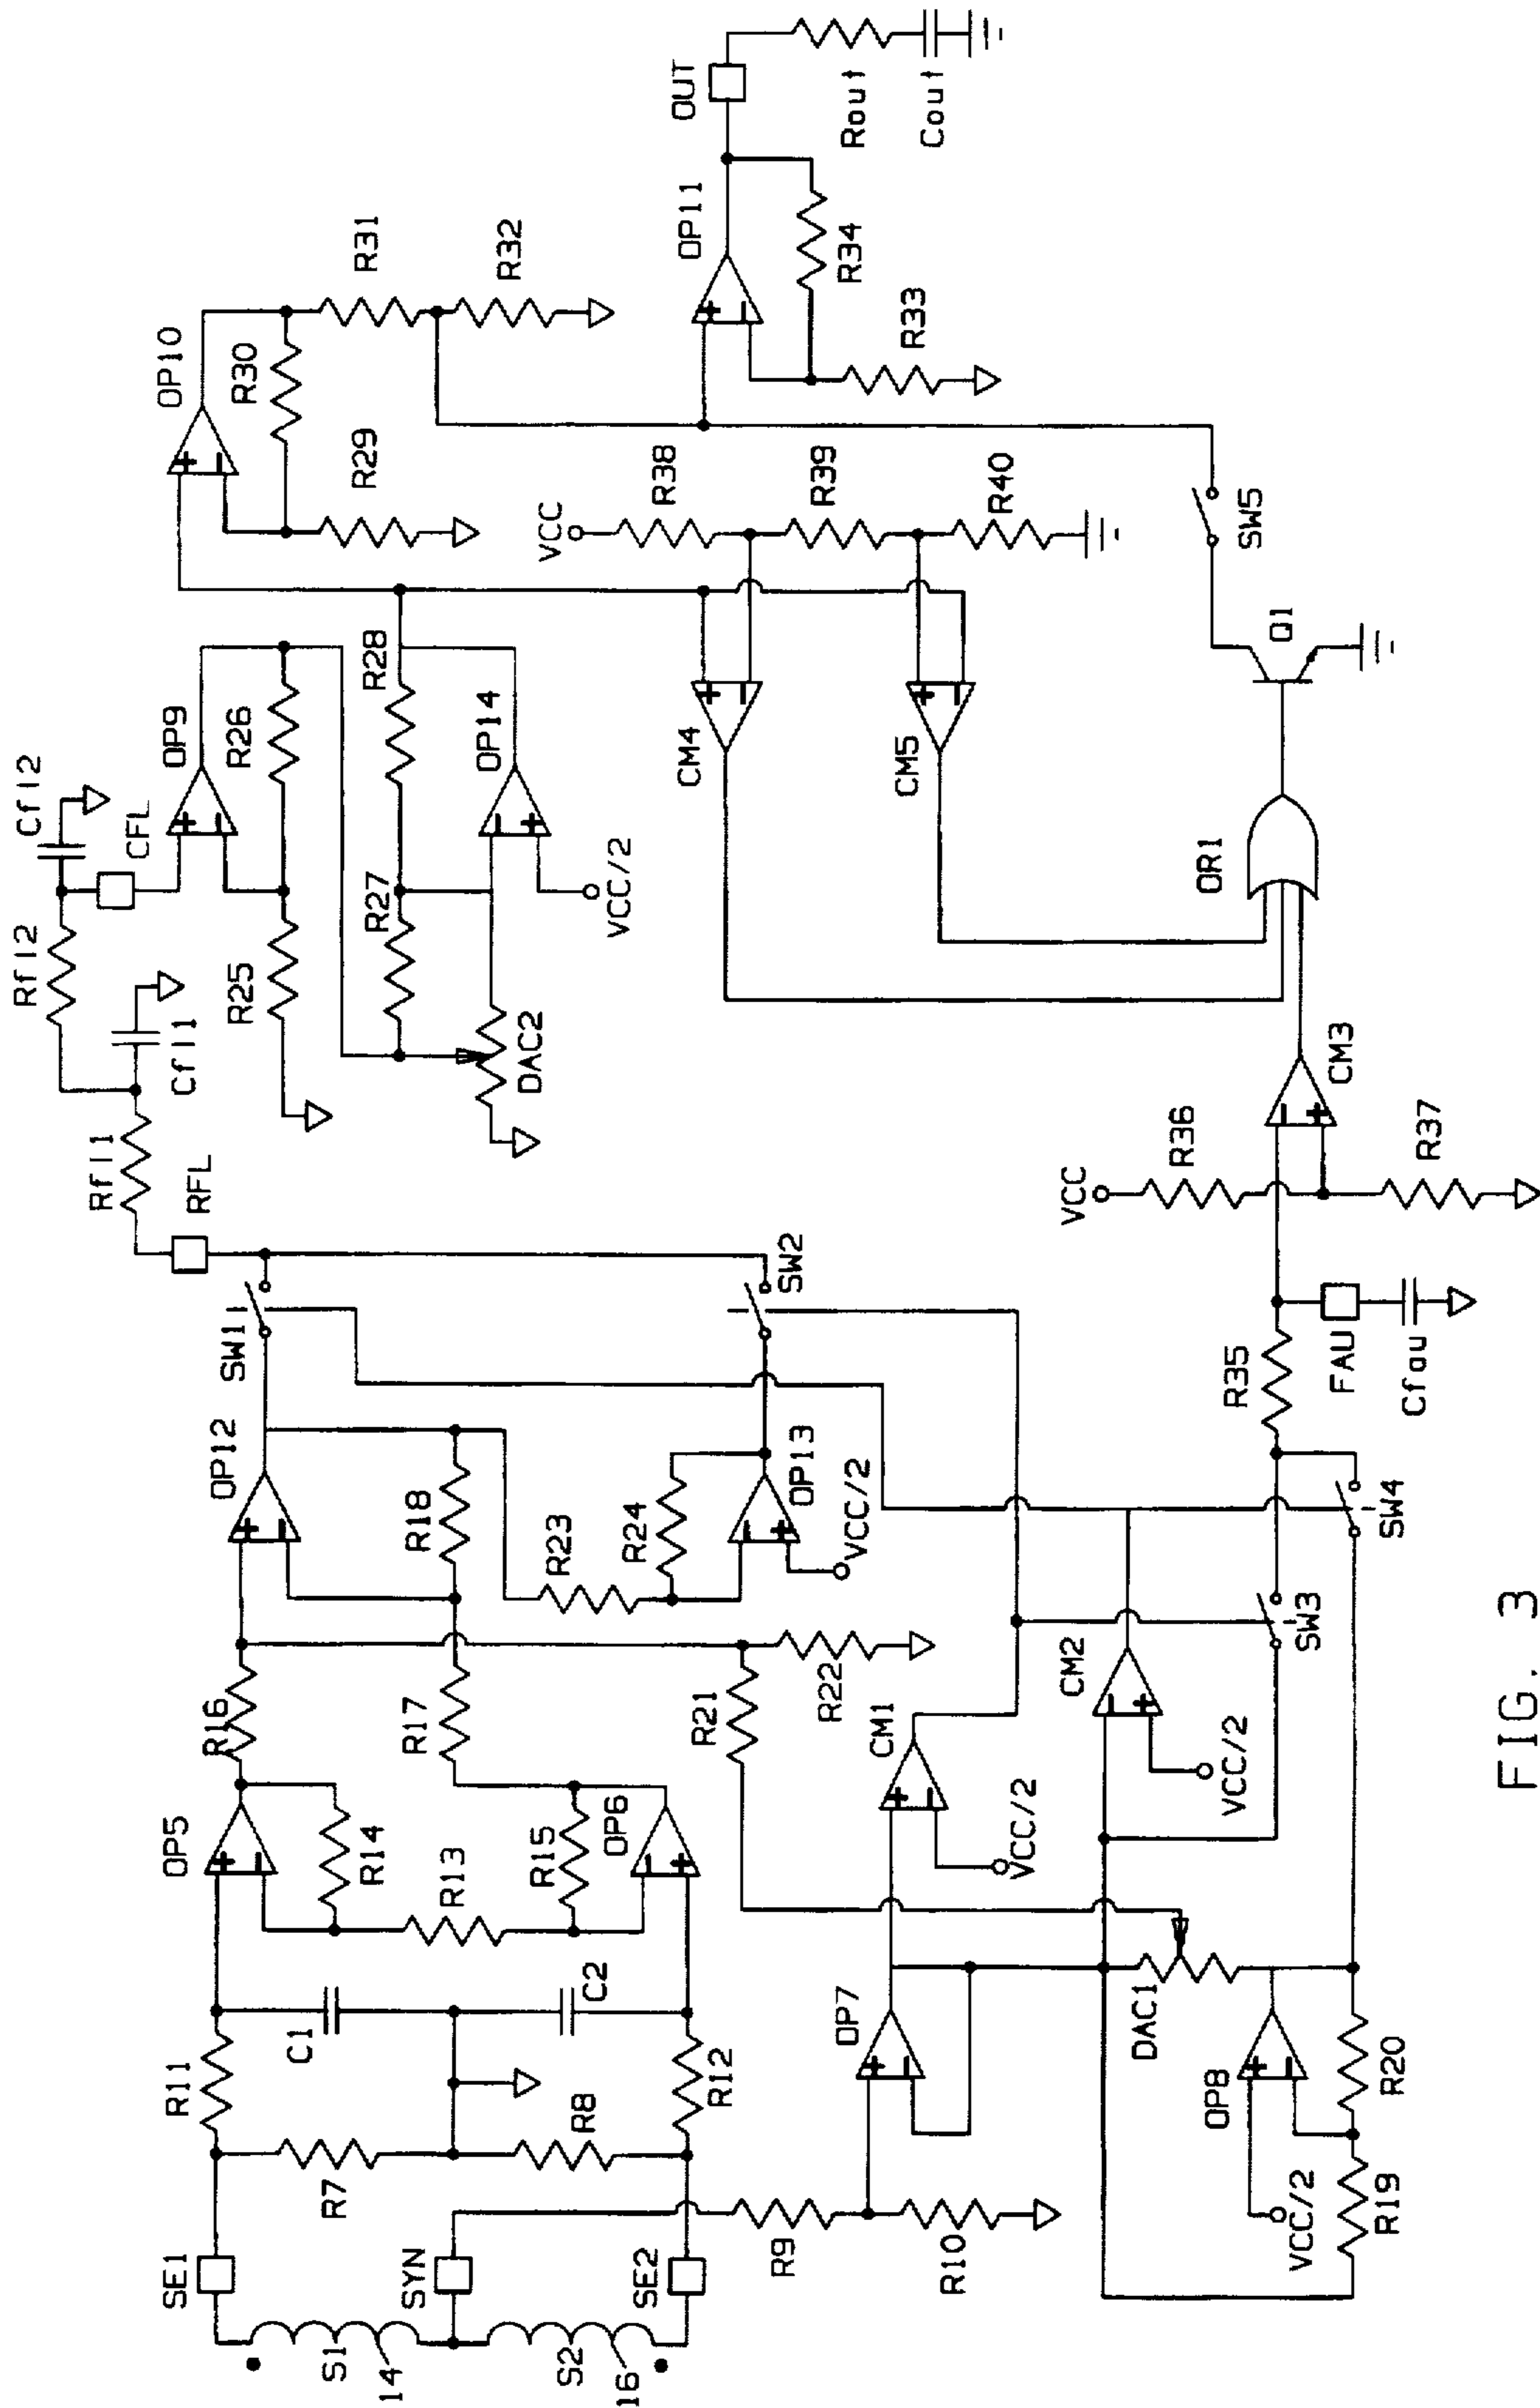 SE1
SYN
SE2
S1
14
S2
16
R7
R8
R9
R10
R11
R12
C1
C2
OP5
OP6
OP7
OP8
R13
R14
R15
R16
R17
R18
R19
R20
R21
R22
R23
R24
VCC/2
DAC1
CM1
VCC/2
CM2
VCC/2
OP12
OP13
VCC/2
SW1
SW2
SW3
SW4
RFL
Rfl1
Cfl1
Rfl2
Cfl2
CFL
OP9
R25
R26
R27
R28
DAC2
OP14
VCC/2
OP10
R29
R30
R31
R32
OP11
R33
R34
OUT
Rout
Cout
VCC
R38
R39
R40
CM4
CM5
SW5
Q1
OR1
CM3
VCC
R36
R37
R35
FAU
Cfau
FIG. 3